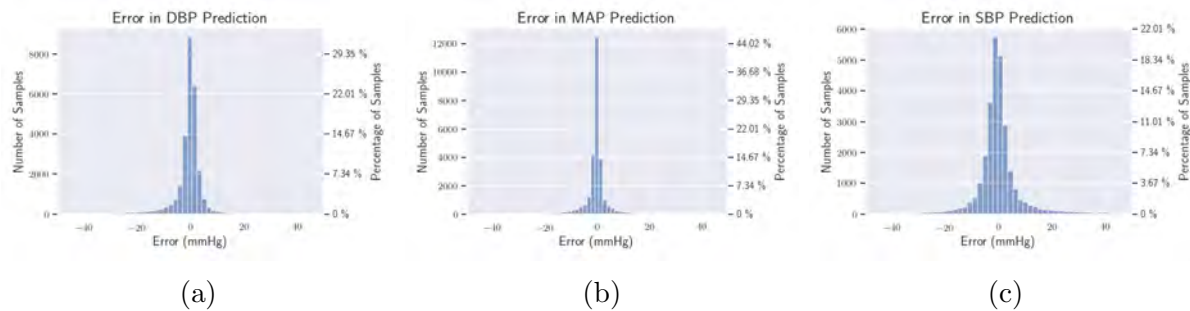 Error in DBP Prediction
Number of Samples
8000
6000
4000
2000
0
29.35 %
22.01 %
14.67 %
7.34 %
0 %
Percentage of Samples
−40 −20 0 20 40
Error (mmHg)
(a)
Error in MAP Prediction
Number of Samples
12000
10000
8000
6000
4000
2000
0
44.02 %
36.68 %
29.35 %
22.01 %
14.67 %
7.34 %
0 %
Percentage of Samples
−40 −20 0 20 40
Error (mmHg)
(b)
Error in SBP Prediction
Number of Samples
6000
5000
4000
3000
2000
1000
0
22.01 %
18.34 %
14.67 %
11.01 %
7.34 %
3.67 %
0 %
Percentage of Samples
−40 −20 0 20 40
Error (mmHg)
(c)